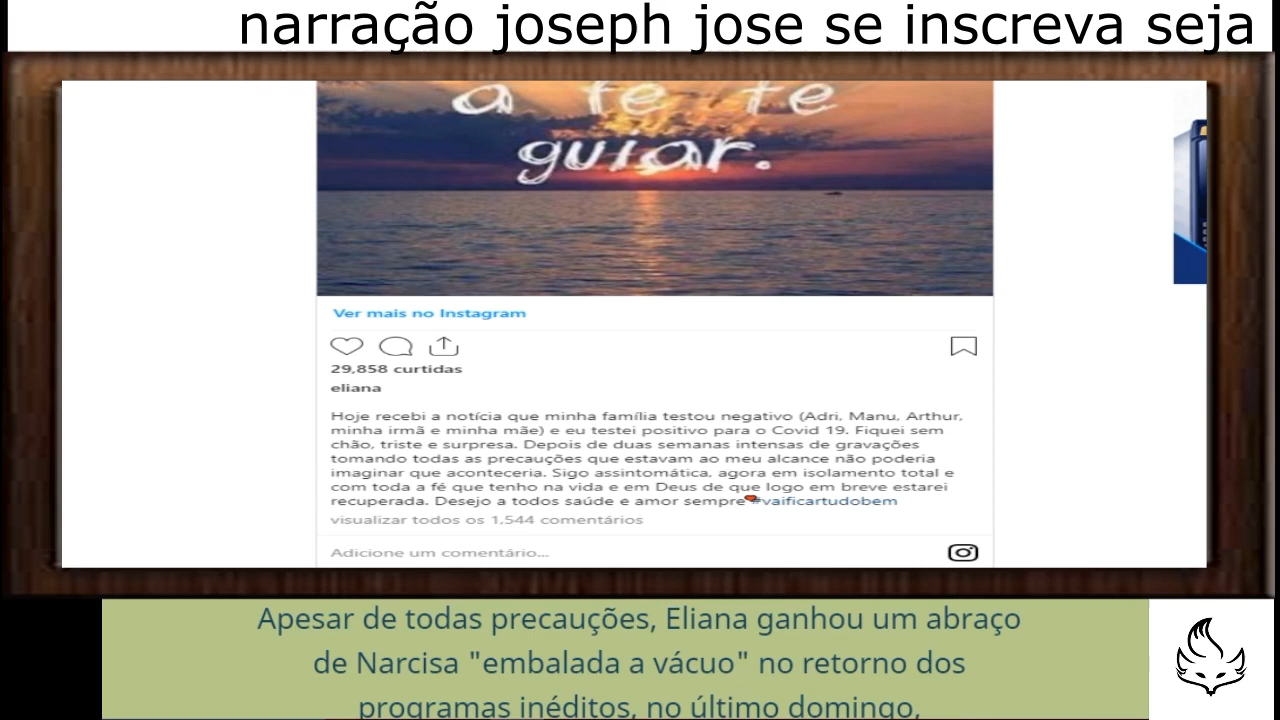 narração joseph jose se inscreva seja
a fé te
guiar.
Ver mais no Instagram
29,858 curtidas
eliana
Hoje recebi a notícia que minha família testou negativo (Adri, Manu, Arthur,
minha irmã e minha mãe) e eu testei positivo para o Covid 19. Fiquei sem
chão, triste e surpresa. Depois de duas semanas intensas de gravações
tomando todas as precauções que estavam ao meu alcance não poderia
imaginar que aconteceria. Sigo assintomática, agora em isolamento total e
com toda a fé que tenho na vida e em Deus de que logo em breve estarei
recuperada. Desejo a todos saúde e amor sempre❤#vaificartudobem
visualizar todos os 1,544 comentários
Adicione um comentário...
Apesar de todas precauções, Eliana ganhou um abraço
de Narcisa "embalada a vácuo" no retorno dos
programas inéditos, no último domingo,